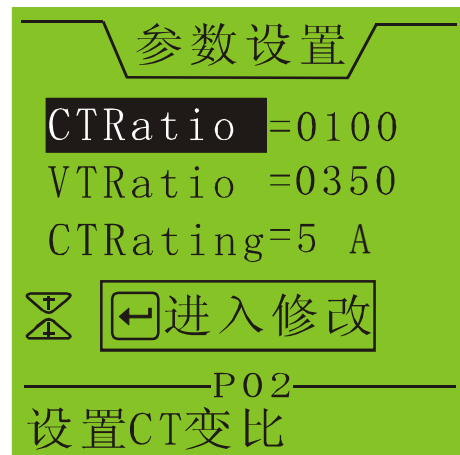 参数设置
CTRatio =0100
VTRatio =0350
CTRating=5 A
进入修改
P02
设置CT变比